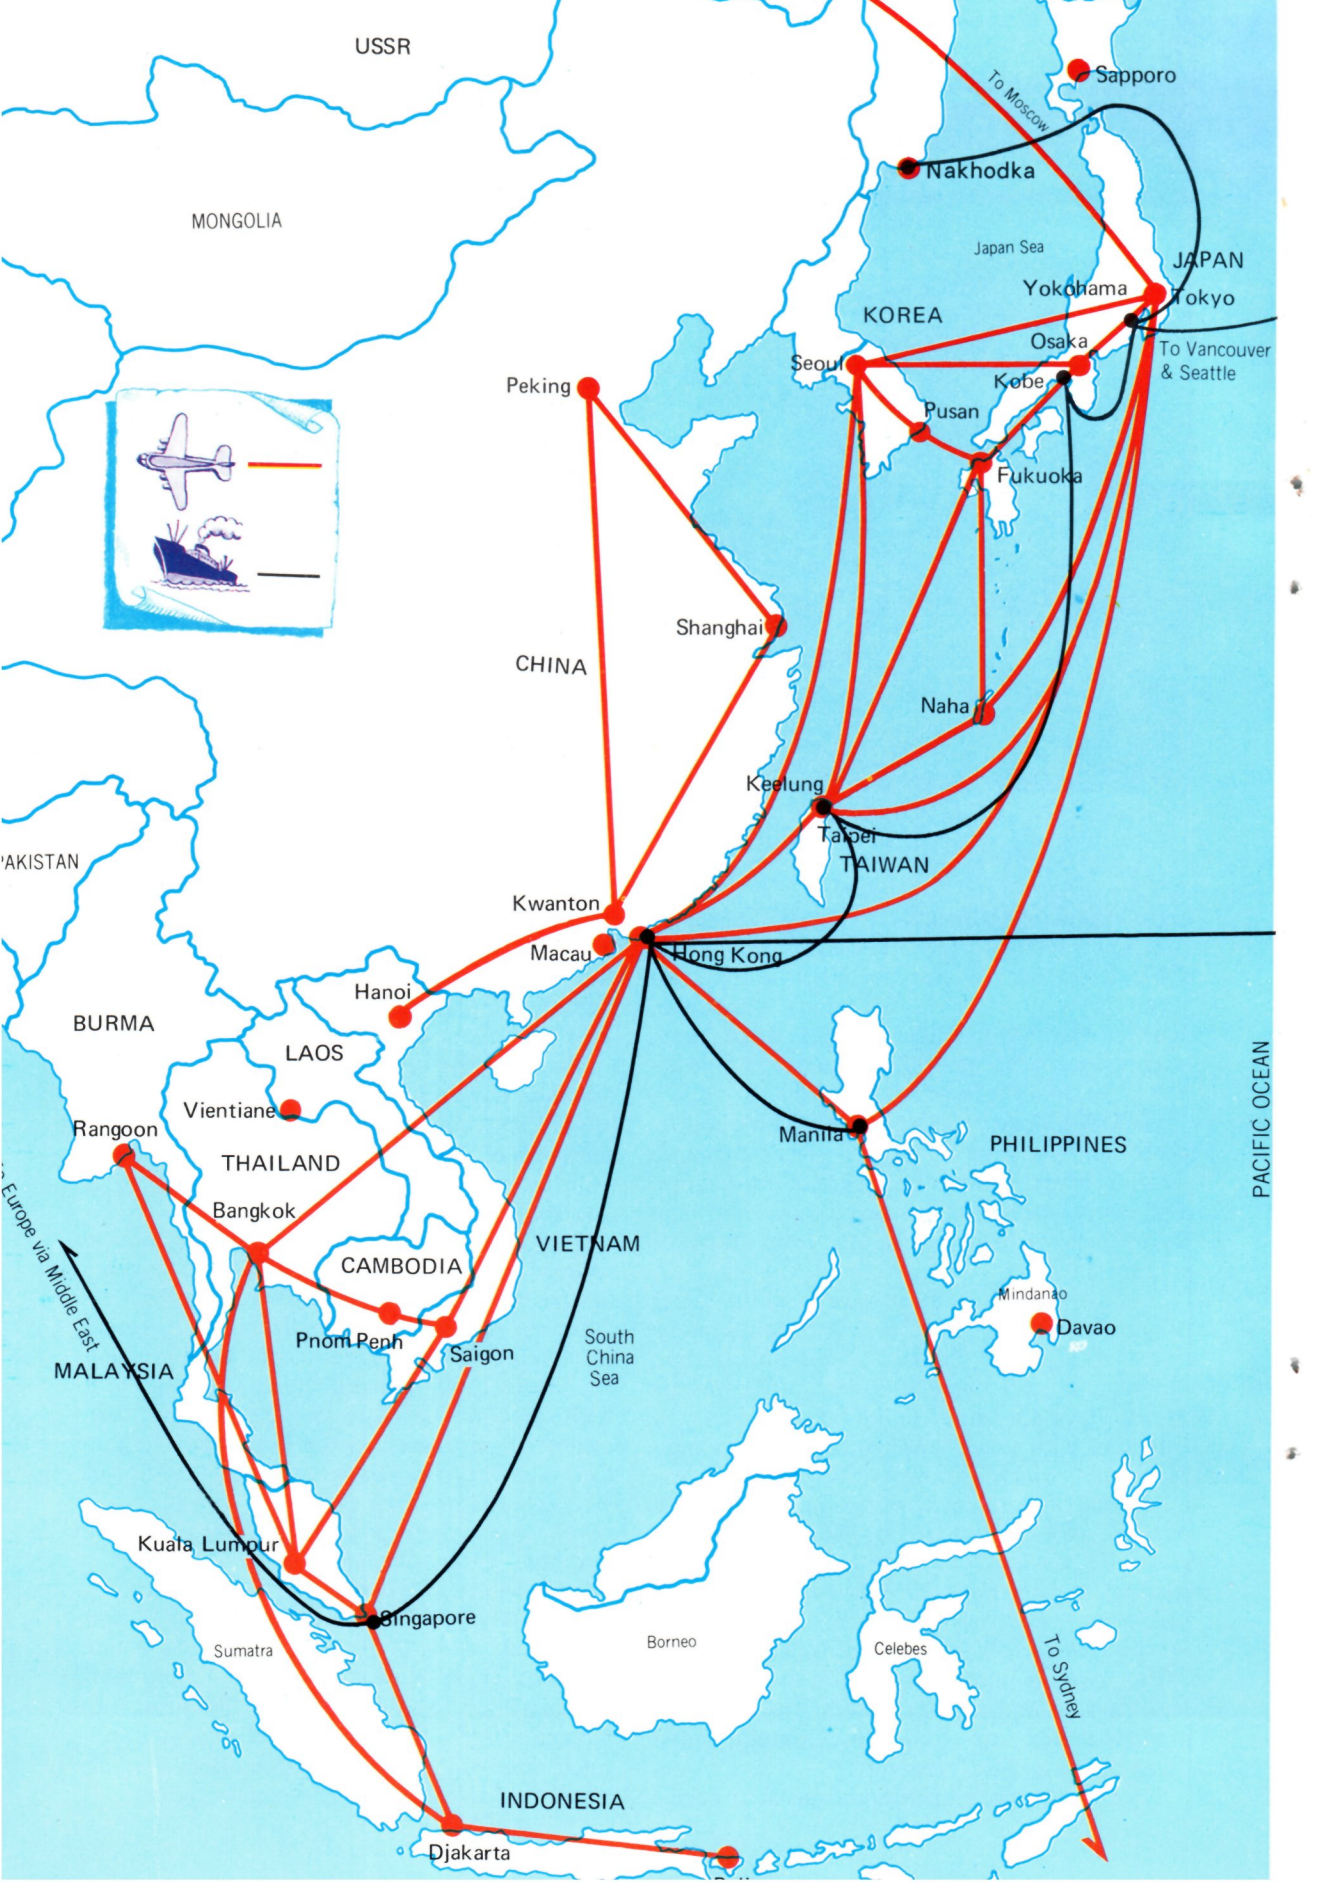 USSR
To Moscow
Sapporo
Nakhodka
MONGOLIA
Japan Sea
JAPAN
Yokohama
Tokyo
KOREA
Osaka
To Vancouver
& Seattle
Seoul
Kobe
Peking
Pusan
Fukuoka
Shanghai
CHINA
Naha
Keelung
Taipei
TAIWAN
PAKISTAN
Kwanton
Macau
Hong Kong
Hanoi
BURMA
LAOS
PACIFIC OCEAN
Vientiane
Rangoon
Manila
PHILIPPINES
THAILAND
Europe via Middle East
Bangkok
VIETNAM
CAMBODIA
Mindanao
Davao
Pnom Penh
Saigon
South
China
Sea
MALAYSIA
Kuala Lumpur
Singapore
Sumatra
Borneo
Celebes
To Sydney
INDONESIA
Djakarta